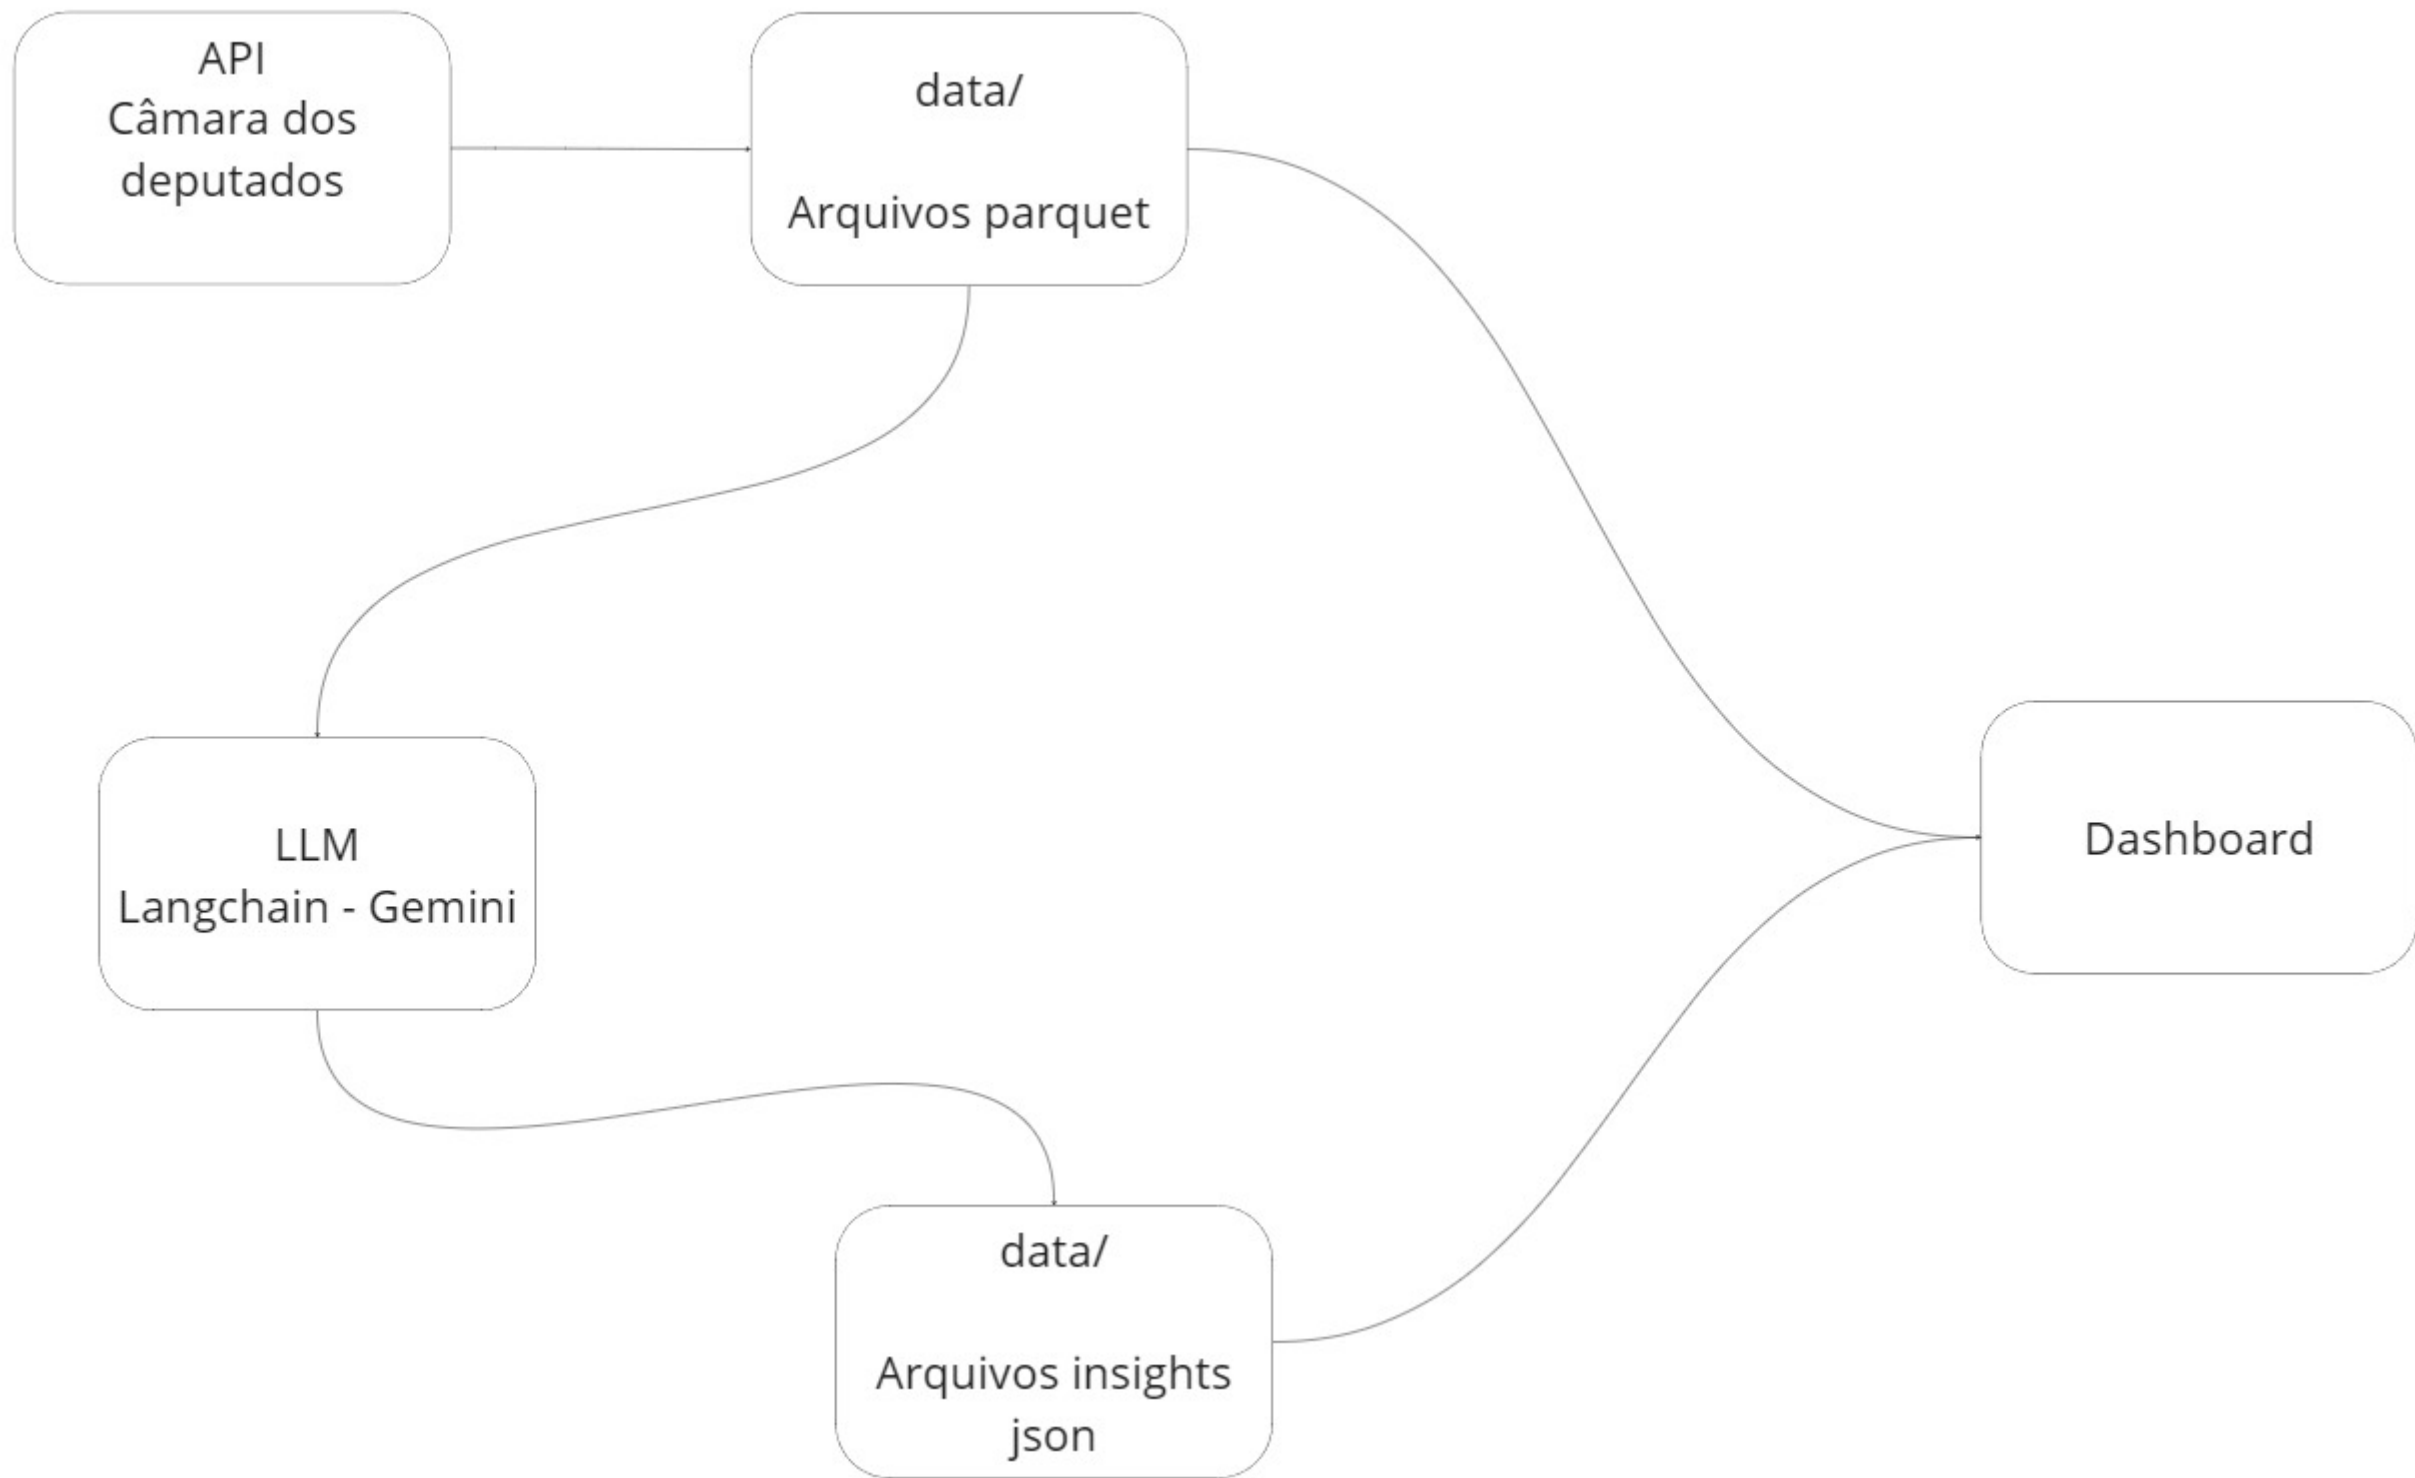 API
Câmara dos
deputados
data/
Arquivos parquet
LLM
Langchain - Gemini
Dashboard
data/
Arquivos insights
json